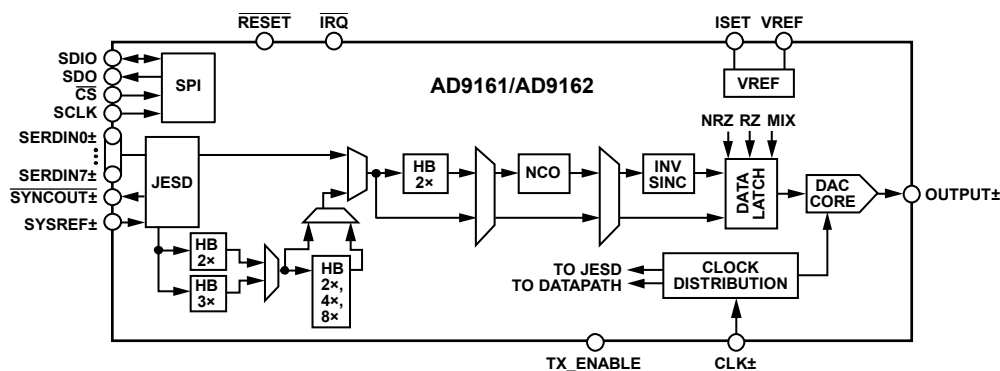 RESET
IRQ
ISET VREF
SDIO
SDO
CS
SCLK
SPI
AD9161/AD9162
VREF
NRZ RZ MIX
SERDIN0±
SERDIN7±
SYNCOUT±
SYSREF±
JESD
HB
2×
NCO
INV
SINC
DATA
LATCH
DAC
CORE
OUTPUT±
HB
2×
HB
3×
HB
2×,
4×,
8×
TO JESD
TO DATAPATH
CLOCK
DISTRIBUTION
TX_ENABLE
CLK±